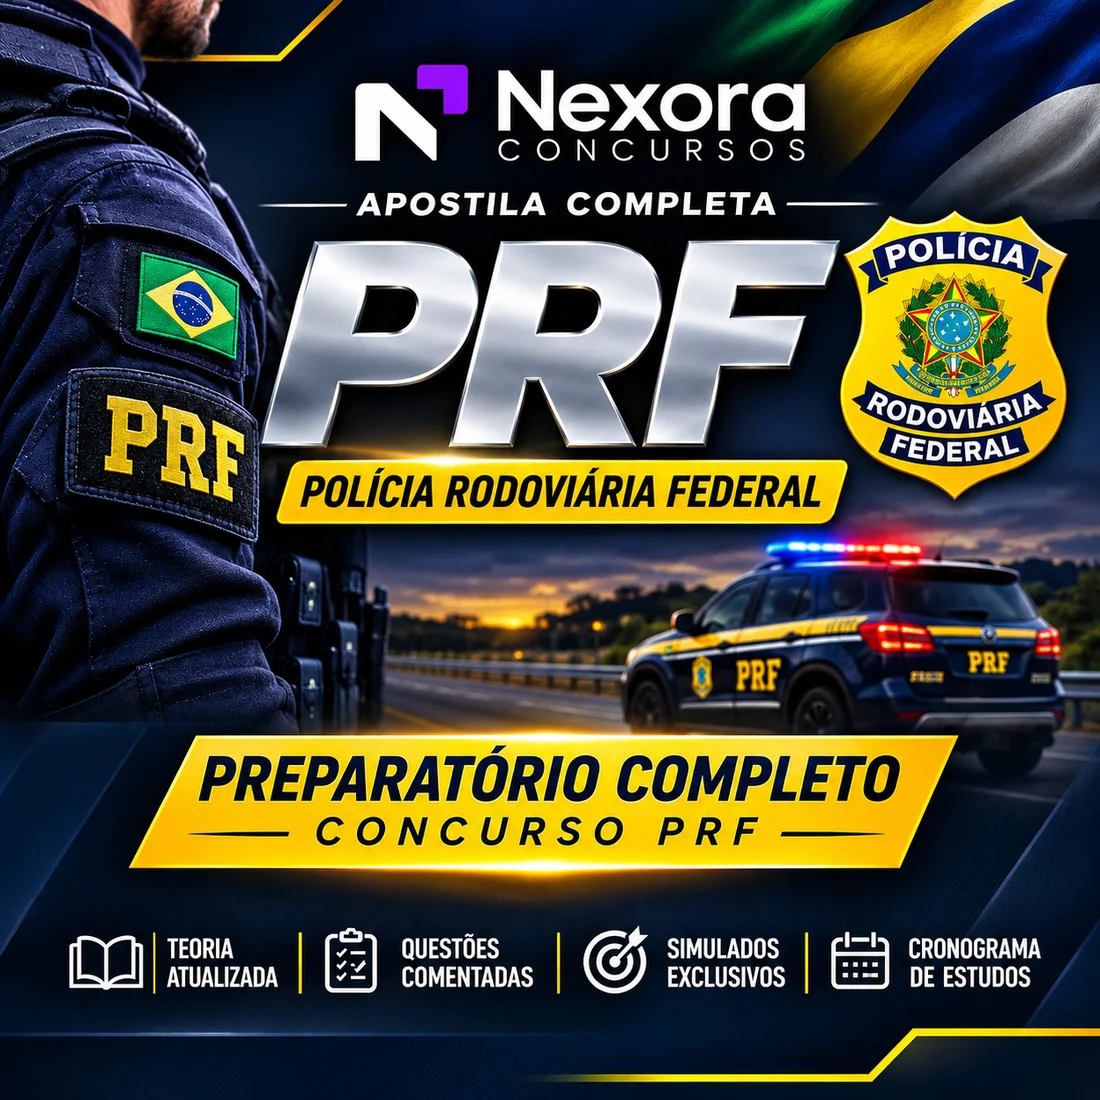 Nexora
CONCURSOS
APOSTILA COMPLETA
PRF
POLÍCIA RODOVIÁRIA FEDERAL
POLÍCIA
RODOVIÁRIA
FEDERAL
PRF
PRF
PRF
PREPARATÓRIO COMPLETO
CONCURSO PRF
TEORIA
ATUALIZADA
QUESTÕES
COMENTADAS
SIMULADOS
EXCLUSIVOS
CRONOGRAMA
DE ESTUDOS